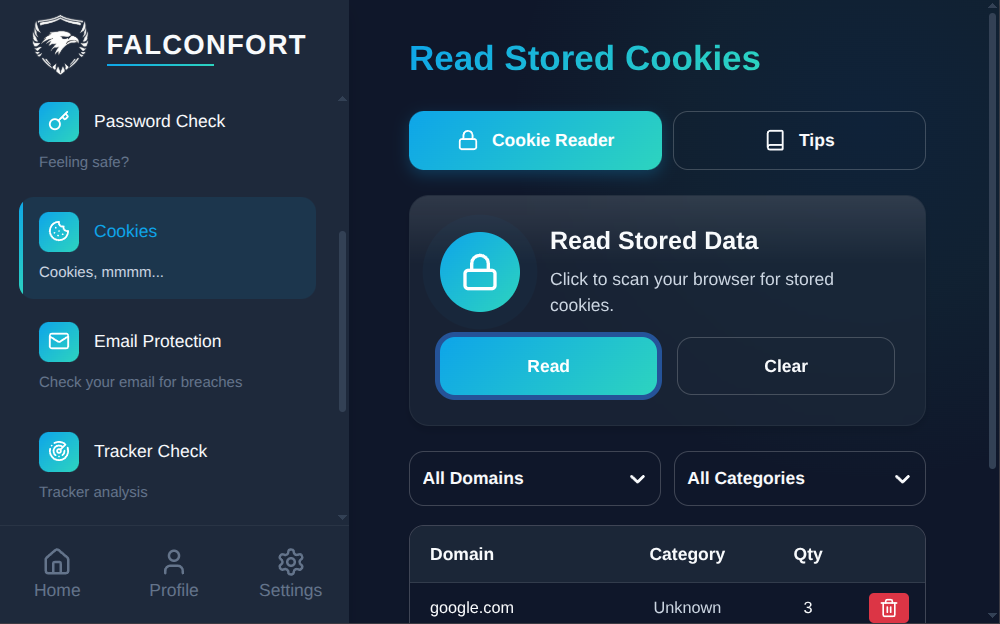 FALCONFORT
Password Check
Feeling safe?
Cookies
Cookies, mmmm...
Email Protection
Check your email for breaches
Tracker Check
Tracker analysis
Home Profile Settings
Read Stored Cookies
Cookie Reader Tips
Read Stored Data
Click to scan your browser for stored
cookies.
Read Clear
All Domains All Categories
Domain Category Qty
google.com Unknown 3